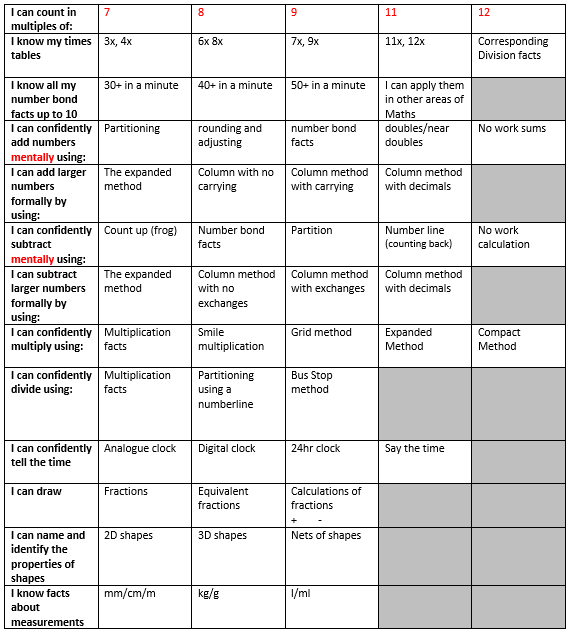 I can count in
multiples of:
7
8
9
11
12
I know my times
tables
3x, 4x
6x 8x
7x, 9x
11x, 12x
Corresponding
Division facts
I know all my
number bond
facts up to 10
30+ in a minute
40+ in a minute
50+ in a minute
I can apply them
in other areas of
Maths
I can confidently
add numbers
mentally using:
Partitioning
rounding and
adjusting
number bond
facts
doubles/near
doubles
No work sums
I can add larger
numbers
formally by
using:
The expanded
method
Column with no
carrying
Column method
with carrying
Column method
with decimals
I can confidently
subtract
mentally using:
Count up (frog)
Number bond
facts
Partition
Number line
(counting back)
No work
calculation
I can subtract
larger numbers
formally by
using:
The expanded
method
Column method
with no
exchanges
Column method
with exchanges
Column method
with decimals
I can confidently
multiply using:
Multiplication
facts
Smile
multiplication
Grid method
Expanded
Method
Compact
Method
I can confidently
divide using:
Multiplication
facts
Partitioning
using a
numberline
Bus Stop
method
I can confidently
tell the time
Analogue clock
Digital clock
24hr clock
Say the time
I can draw
Fractions
Equivalent
fractions
Calculations of
fractions
+ -
I can name and
identify the
properties of
shapes
2D shapes
3D shapes
Nets of shapes
I know facts
about
measurements
mm/cm/m
kg/g
l/ml